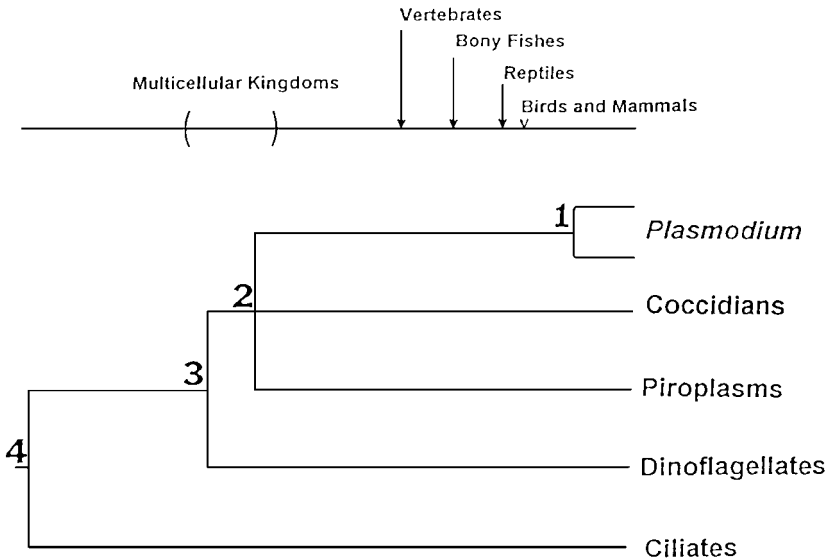 Vertebrates
Bony Fishes
Multicellular Kingdoms
Reptiles
Birds and Mammals
1
Plasmodium
2
Coccidians
3
Piroplasms
4
Dinoflagellates
Ciliates